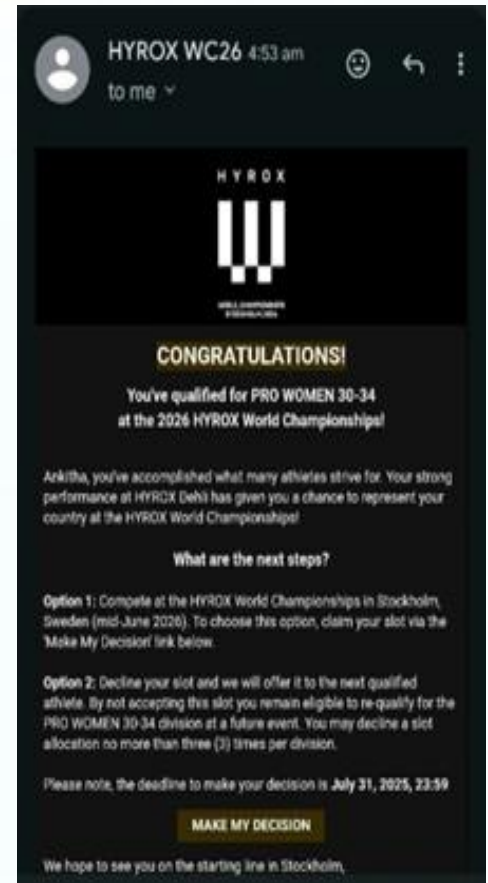 HYROX WC26 4:53 am
to me
HYROX
WORLD CHAMPIONSHIPS
CONGRATULATIONS!
You've qualified for PRO WOMEN 30-34
at the 2026 HYROX World Championships!
Ankitha, you've accomplished what many athletes strive for. Your strong
performance at HYROX Dehli has given you a chance to represent your
country at the HYROX World Championships!
What are the next steps?
Option 1: Compete at the HYROX World Championships in Stockholm,
Sweden (mid-June 2026). To choose this option, claim your slot via the
'Make My Decision' link below.
Option 2: Decline your slot and we will offer it to the next qualified
athlete. By not accepting this slot you remain eligible to re-qualify for the
PRO WOMEN 30-34 division at a future event. You may decline a slot
allocation no more than three (3) times per division.
Please note, the deadline to make your decision is July 31, 2025, 23:59
MAKE MY DECISION
We hope to see you on the starting line in Stockholm,